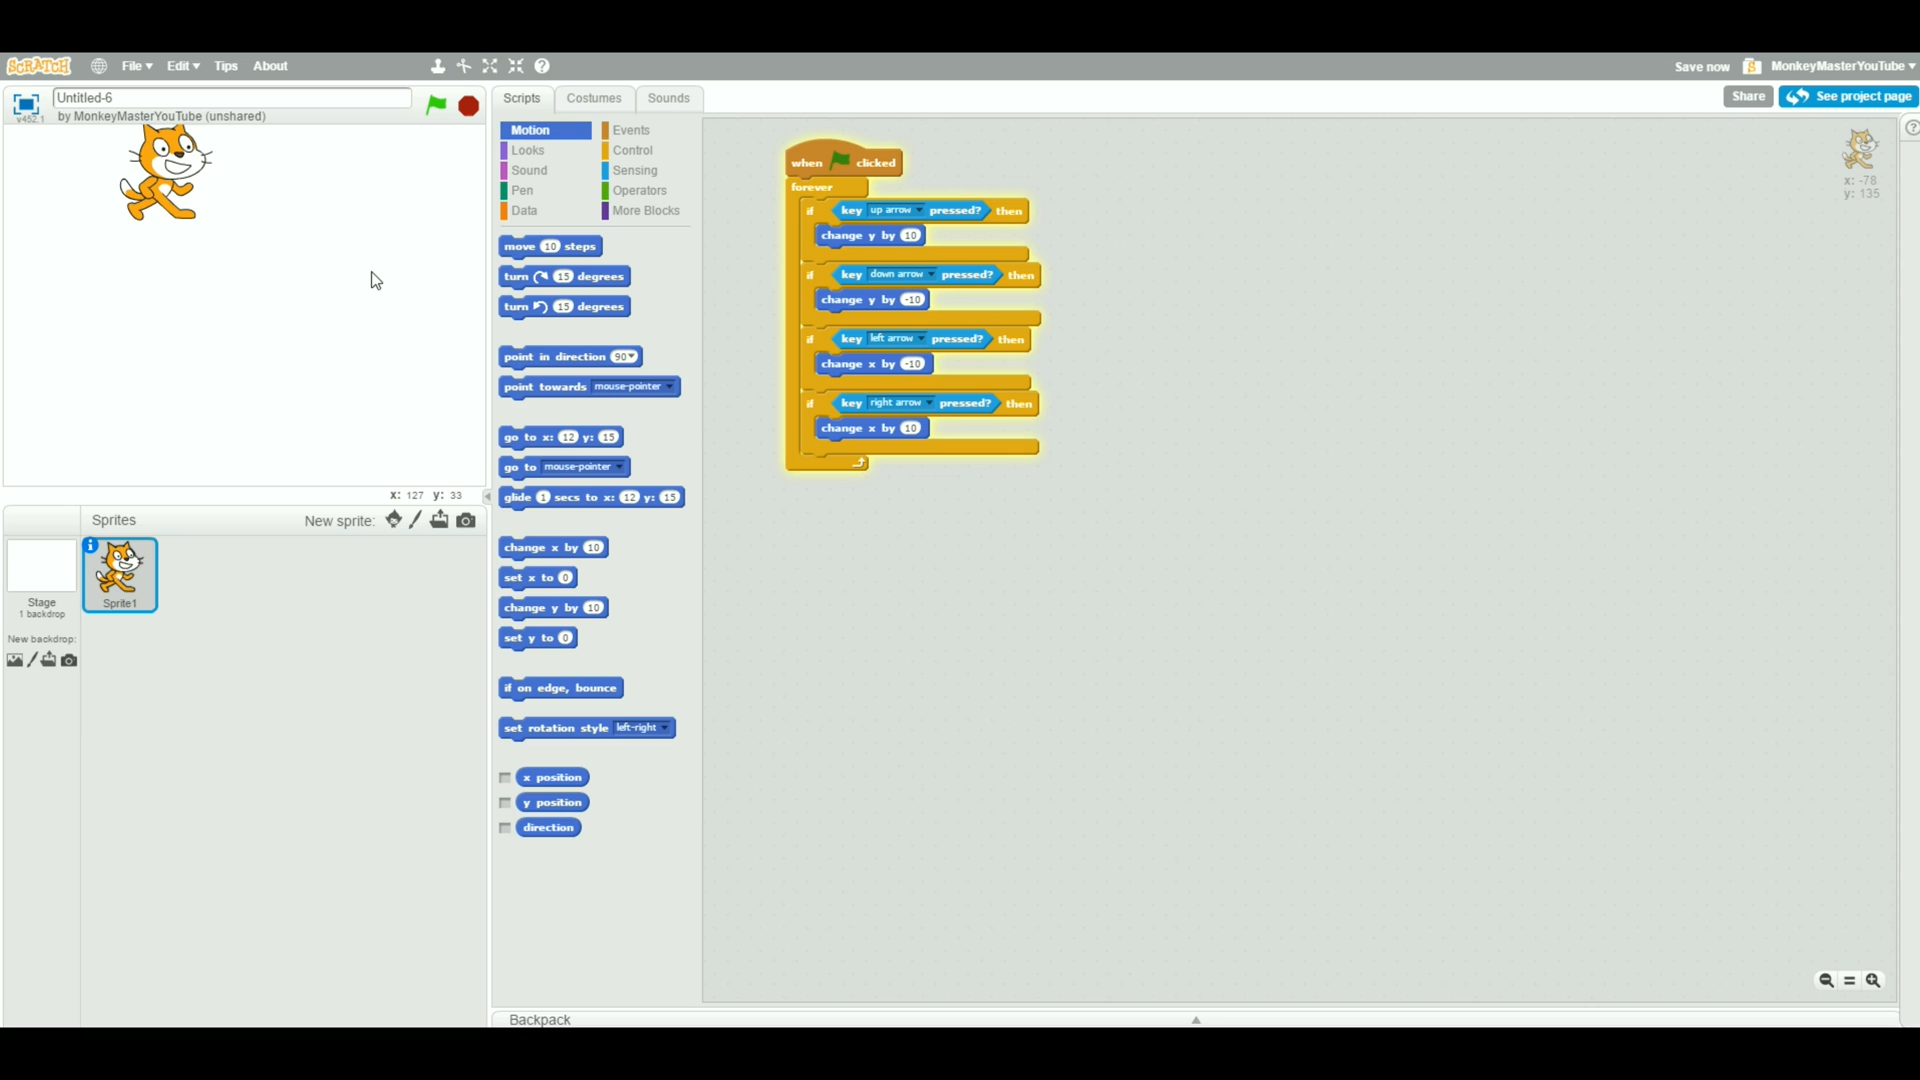 SCRATCH File Edit Tips About Save now MonkeyMasterYouTube
Untitled-6
v452.1 by MonkeyMasterYouTube (unshared)
Scripts Costumes Sounds Share See project page
Motion Events
Looks Control
Sound Sensing
Pen Operators
Data More Blocks
move 10 steps
turn 15 degrees
turn 15 degrees
point in direction 90
point towards mouse-pointer
go to x: 12 y: 15
go to mouse-pointer
glide 1 secs to x: 12 y: 15
change x by 10
set x to 0
change y by 10
set y to 0
if on edge, bounce
set rotation style left-right
x position
y position
direction
when clicked
forever
if key up arrow pressed? then
change y by 10
if key down arrow pressed? then
change y by -10
if key left arrow pressed? then
change x by -10
if key right arrow pressed? then
change x by 10
x: -78
y: 135
x: 127 y: 33
Sprites New sprite:
Sprite1
Stage
1 backdrop
New backdrop:
Backpack